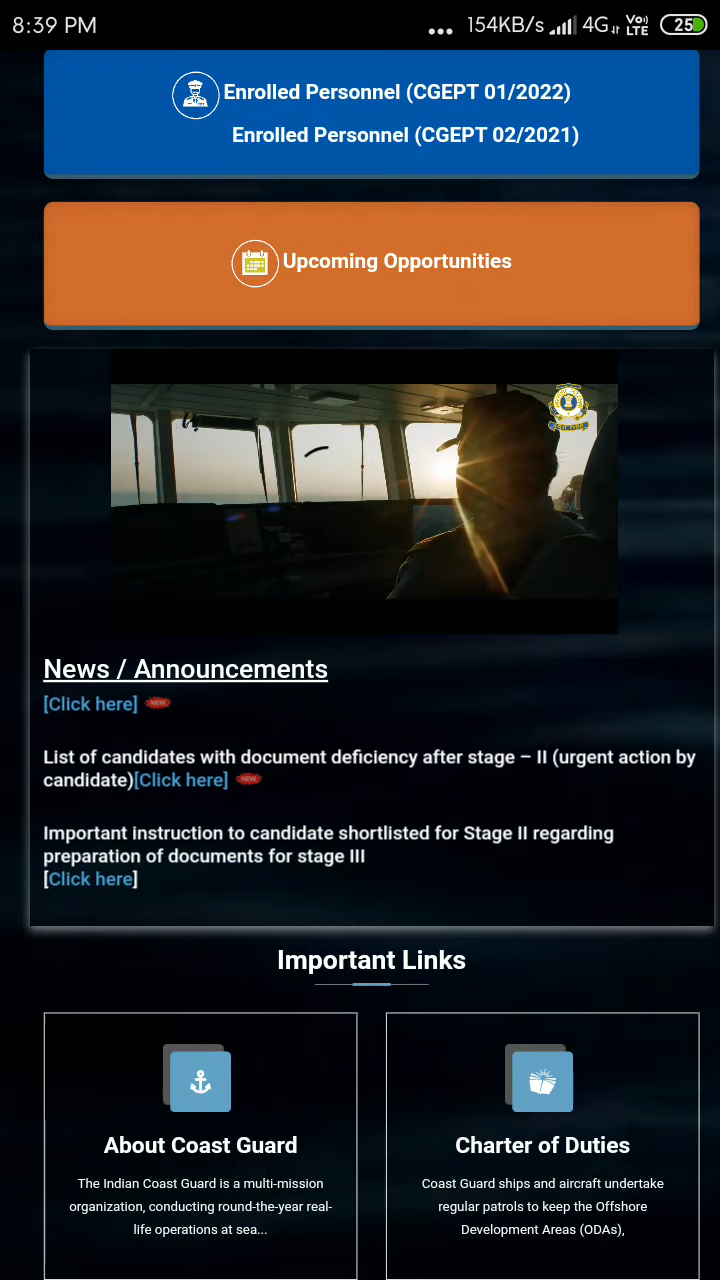 8:39 PM
... 154KB/s 4G Vo)) LTE 25
Enrolled Personnel (CGEPT 01/2022)
Enrolled Personnel (CGEPT 02/2021)
Upcoming Opportunities
News / Announcements
[Click here] NEW
List of candidates with document deficiency after stage – II (urgent action by
candidate)[Click here] NEW
Important instruction to candidate shortlisted for Stage II regarding
preparation of documents for stage III
[Click here]
Important Links
About Coast Guard
The Indian Coast Guard is a multi-mission
organization, conducting round-the-year real-
life operations at sea...
Charter of Duties
Coast Guard ships and aircraft undertake
regular patrols to keep the Offshore
Development Areas (ODAs),